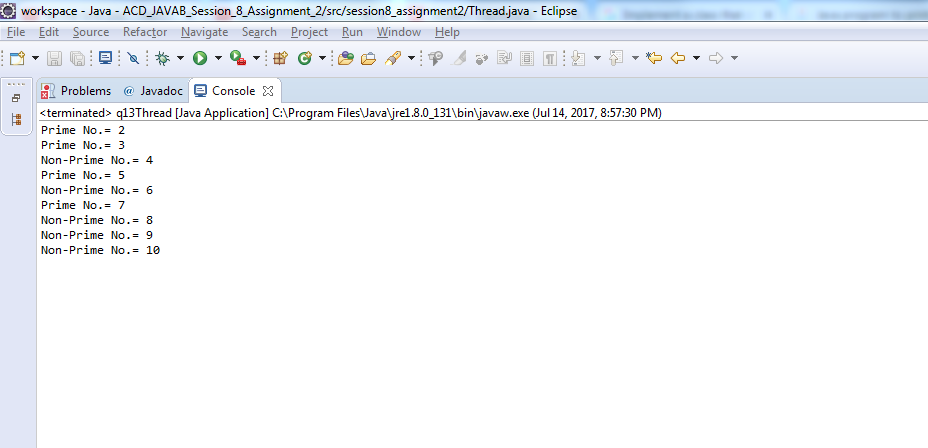 workspace - Java - ACD_JAVAB_Session_8_Assignment_2/src/session8_assignment2/Thread.java - Eclipse
File Edit Source Refactor Navigate Search Project Run Window Help
Problems @ Javadoc Console
<terminated> q13Thread [Java Application] C:\Program Files\Java\jre1.8.0_131\bin\javaw.exe (Jul 14, 2017, 8:57:30 PM)
Prime No.= 2
Prime No.= 3
Non-Prime No.= 4
Prime No.= 5
Non-Prime No.= 6
Prime No.= 7
Non-Prime No.= 8
Non-Prime No.= 9
Non-Prime No.= 10